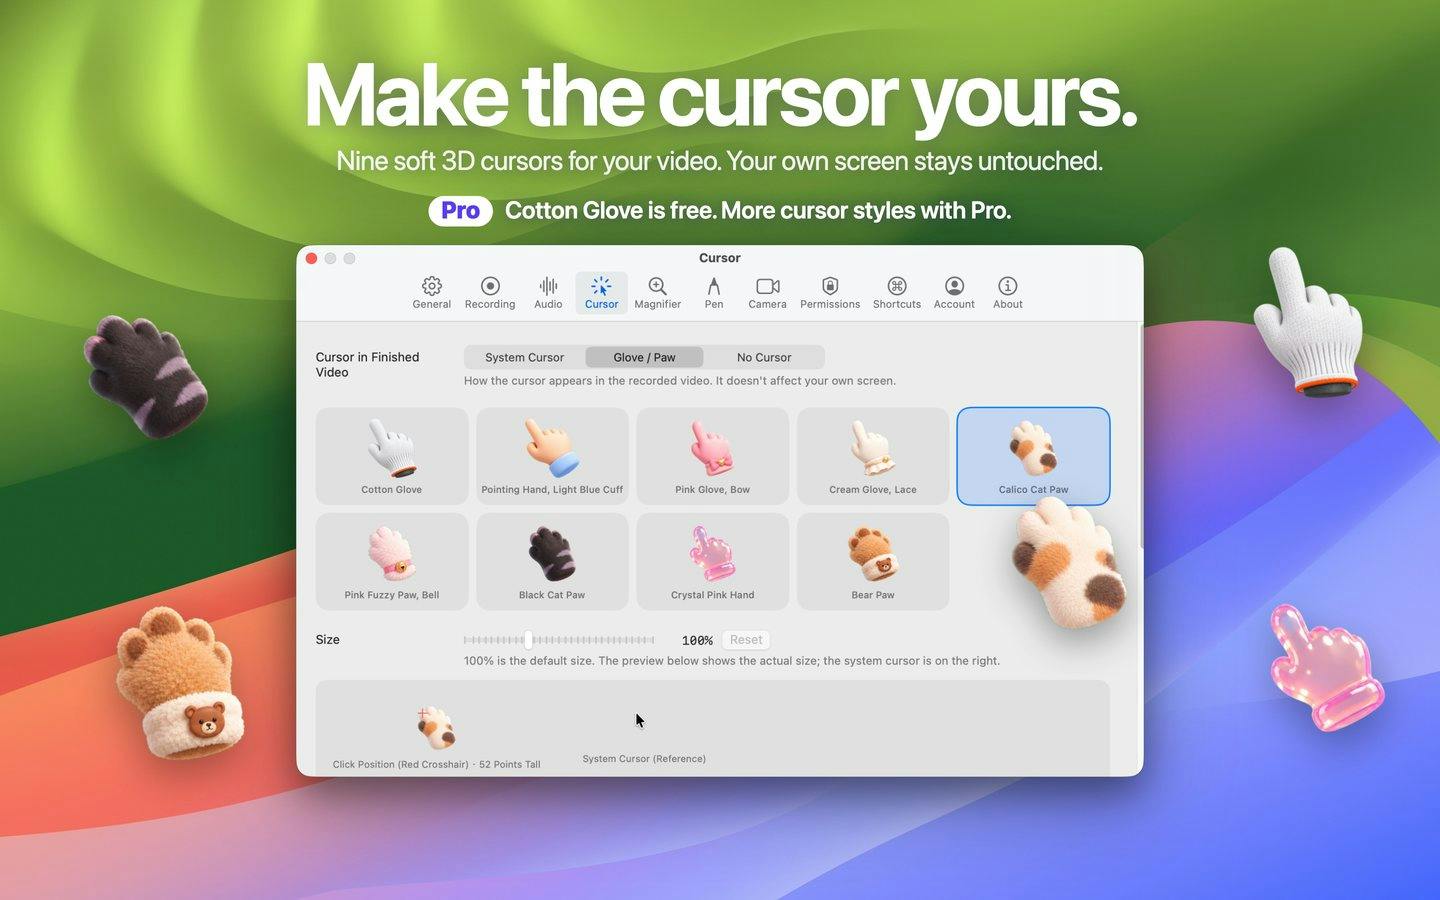 Make the cursor yours.
Nine soft 3D cursors for your video. Your own screen stays untouched.
Pro Cotton Glove is free. More cursor styles with Pro.
Cursor
General Recording Audio Cursor Magnifier Pen Camera Permissions Shortcuts Account About
Cursor in Finished
Video
System Cursor Glove / Paw No Cursor
How the cursor appears in the recorded video. It doesn't affect your own screen.
Cotton Glove Pointing Hand, Light Blue Cuff Pink Glove, Bow Cream Glove, Lace Calico Cat Paw
Pink Fuzzy Paw, Bell Black Cat Paw Crystal Pink Hand Bear Paw
Size 100% Reset
100% is the default size. The preview below shows the actual size; the system cursor is on the right.
Click Position (Red Crosshair) · 52 Points Tall System Cursor (Reference)